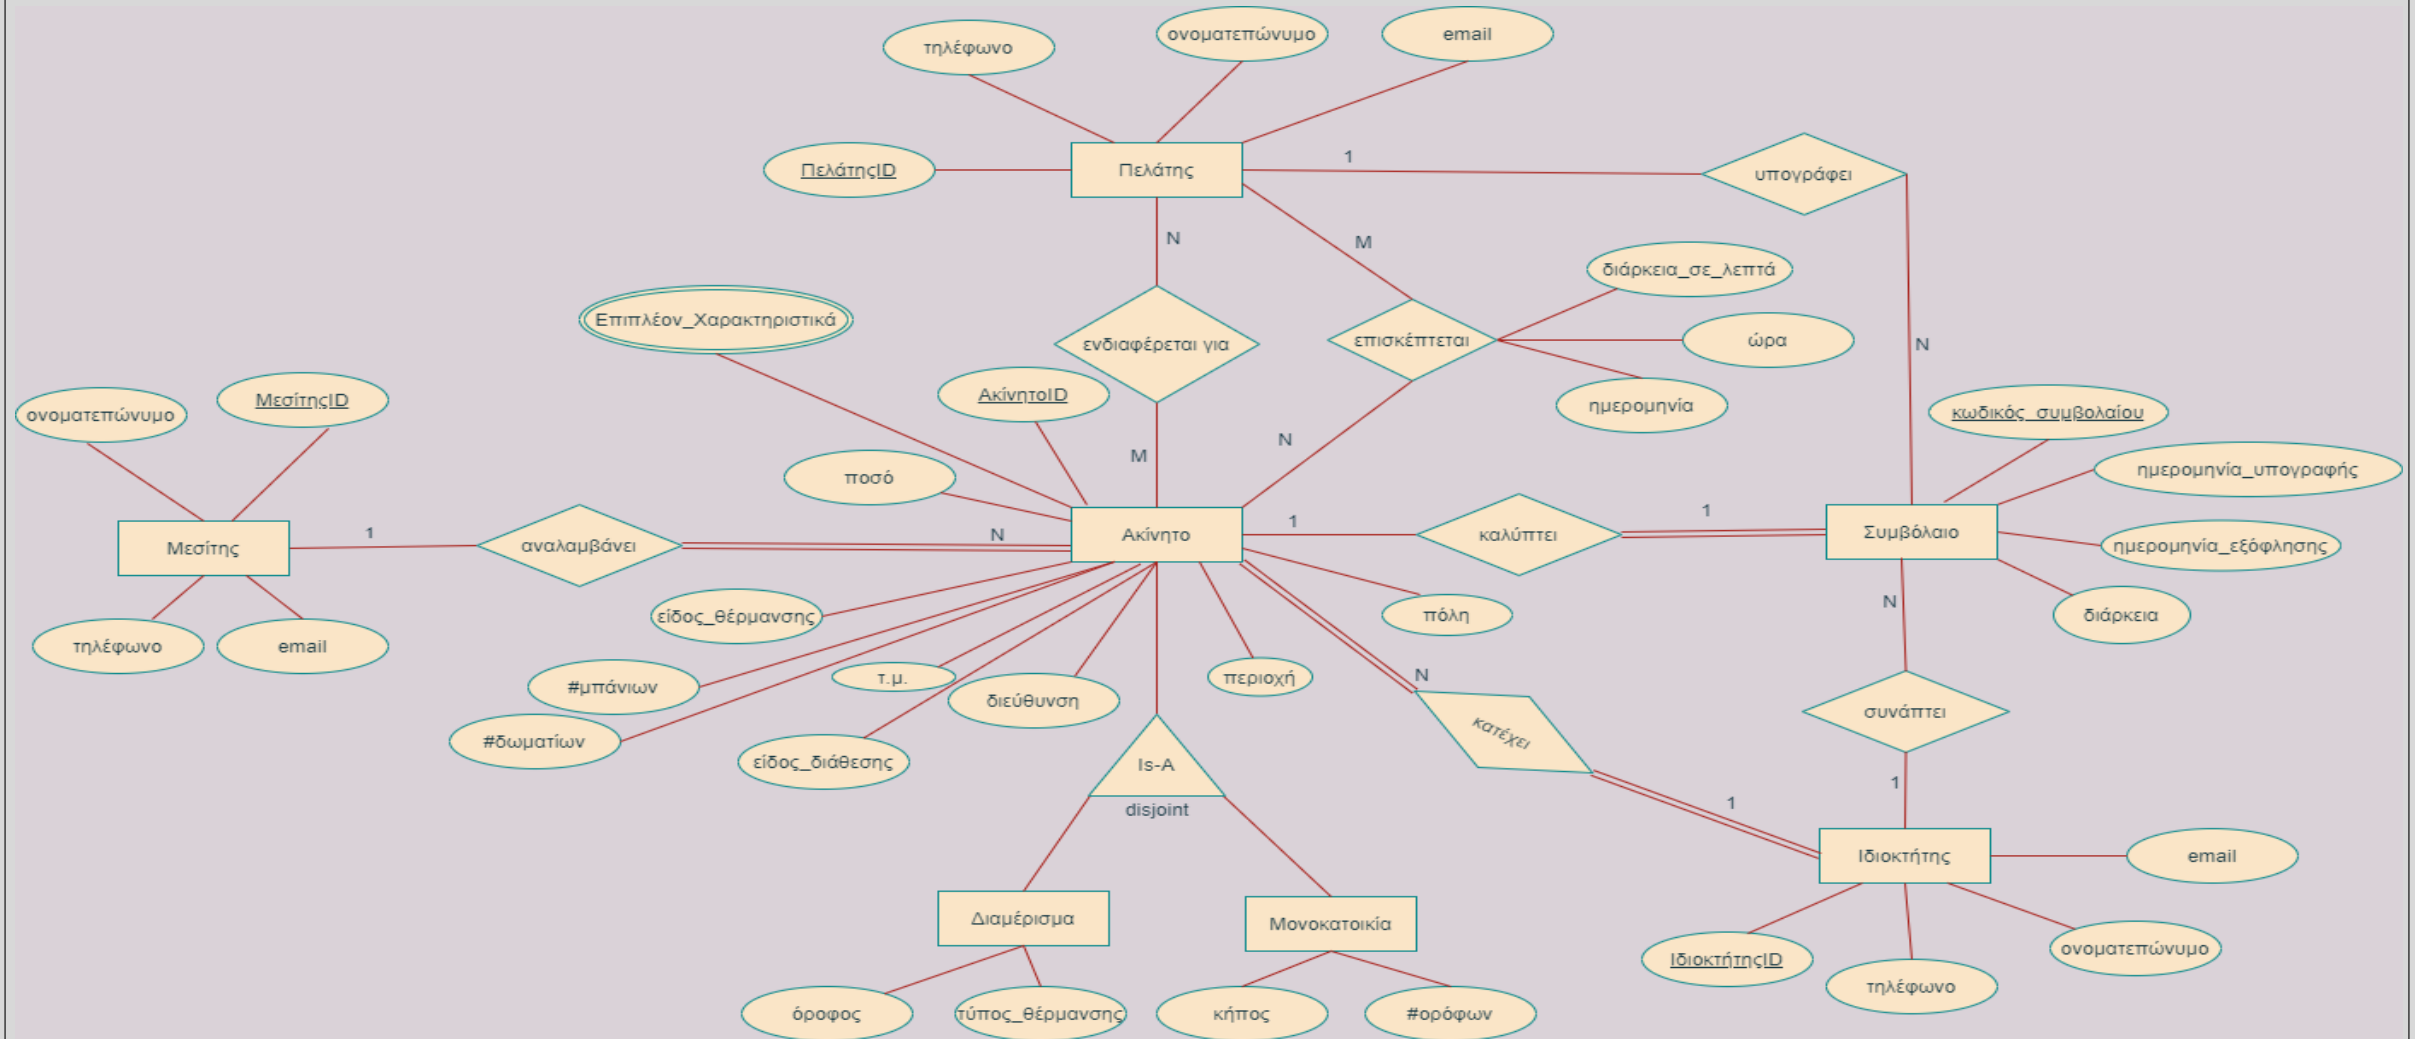 τηλέφωνο
ονοματεπώνυμο
email
ΠελάτηςID
Πελάτης
1
υπογράφει
N
M
διάρκεια_σε_λεπτά
Επιπλέον_Χαρακτηριστικά
ενδιαφέρεται για
επισκέπτεται
ώρα
N
ονοματεπώνυμο
ΜεσίτηςID
ΑκίνητοID
ημερομηνία
κωδικός_συμβολαίου
N
M
ποσό
ημερομηνία_υπογραφής
Μεσίτης
1
αναλαμβάνει
N
Ακίνητο
1
καλύπτει
1
Συμβόλαιο
ημερομηνία_εξόφλησης
είδος_θέρμανσης
πόλη
N
διάρκεια
τηλέφωνο
email
#μπάνιων
τ.μ.
διεύθυνση
περιοχή
N
#δωματίων
είδος_διάθεσης
κατέχει
συνάπτει
Is-A
disjoint
1
1
Ιδιοκτήτης
email
Διαμέρισμα
Μονοκατοικία
ΙδιοκτήτηςID
τηλέφωνο
ονοματεπώνυμο
όροφος
τύπος_θέρμανσης
κήπος
#ορόφων